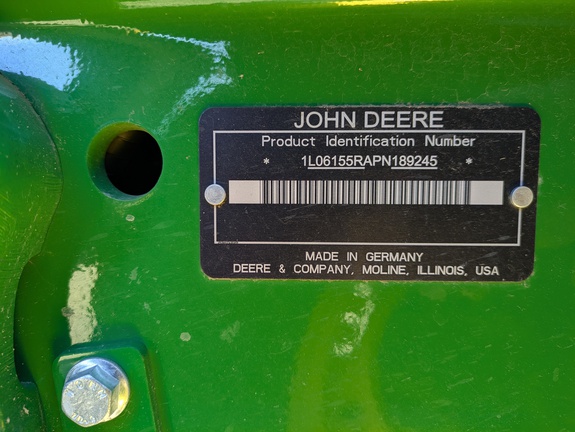 JOHN DEERE
Product Identification Number
* 1L06155RAPN189245 *
MADE IN GERMANY
DEERE & COMPANY, MOLINE, ILLINOIS, USA